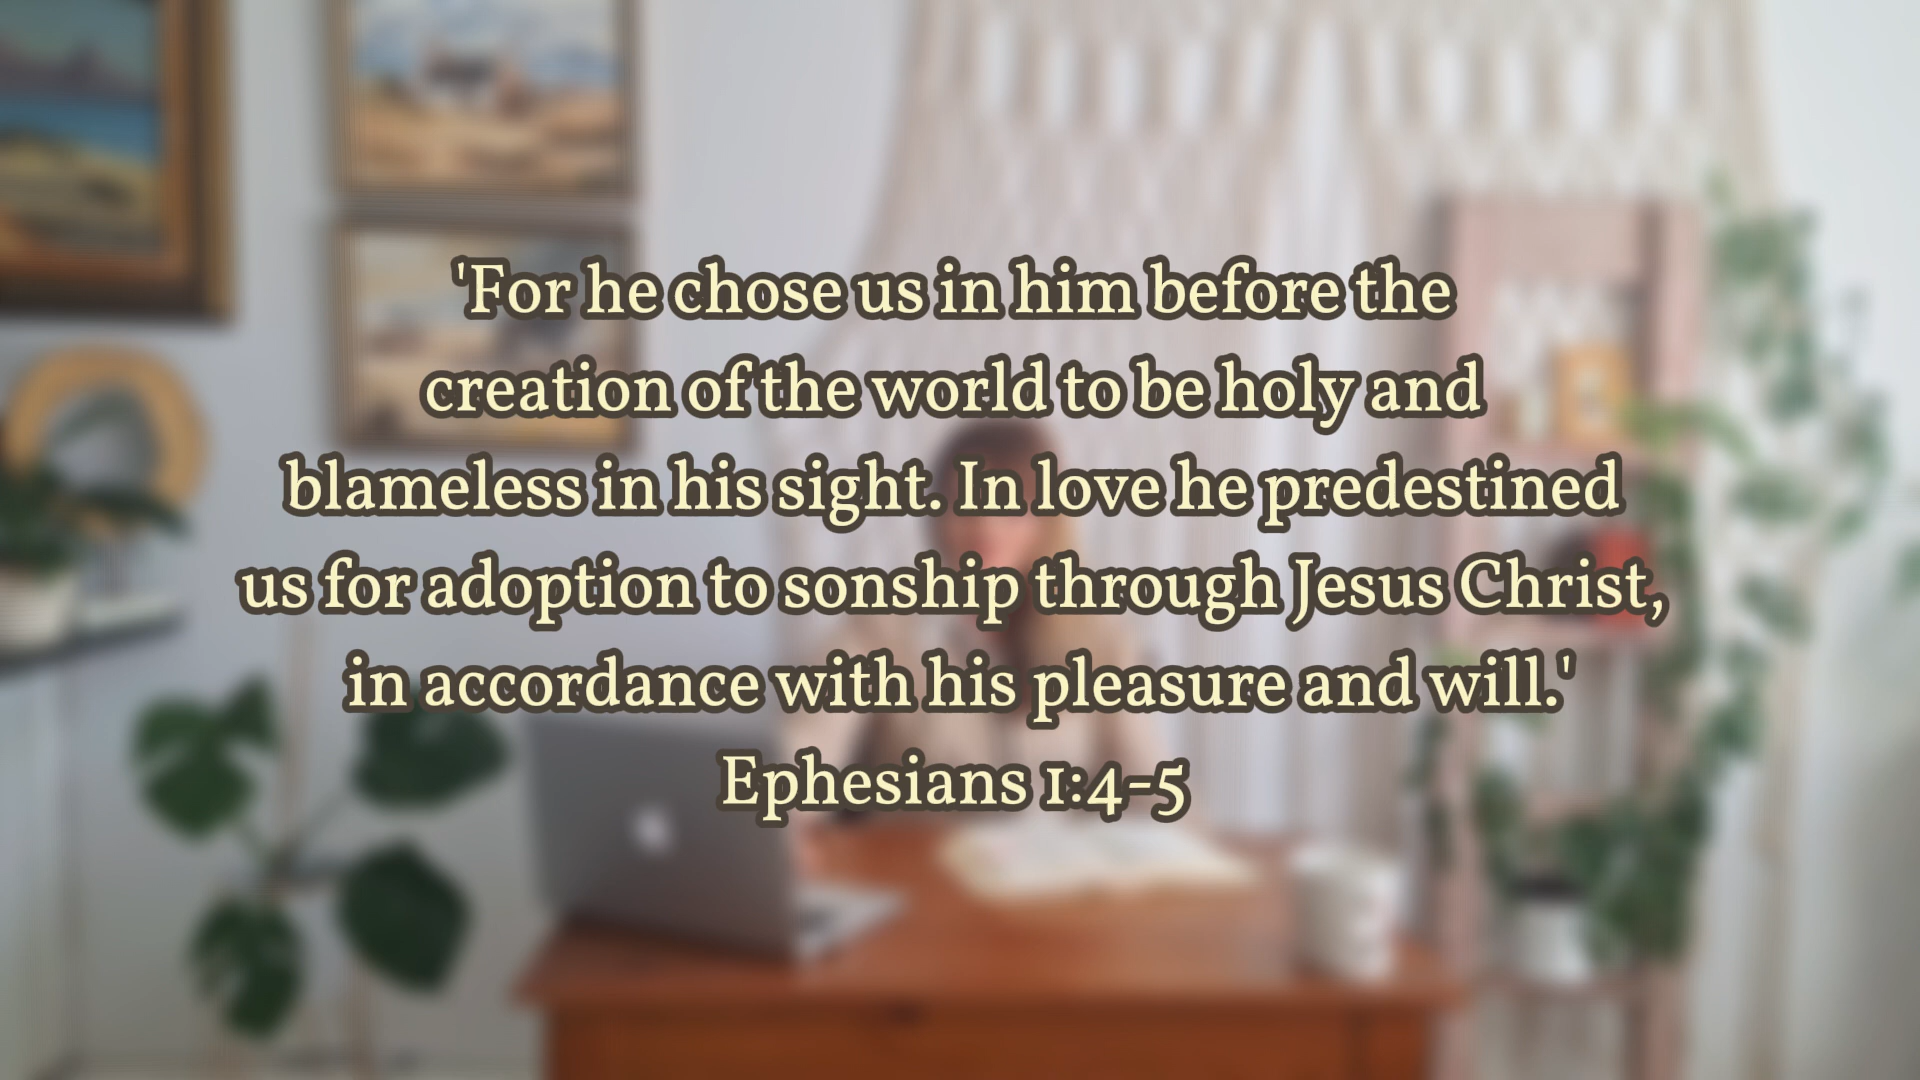 'For he chose us in him before the
creation of the world to be holy and
blameless in his sight. In love he predestined
us for adoption to sonship through Jesus Christ,
in accordance with his pleasure and will.'
Ephesians 1:4-5